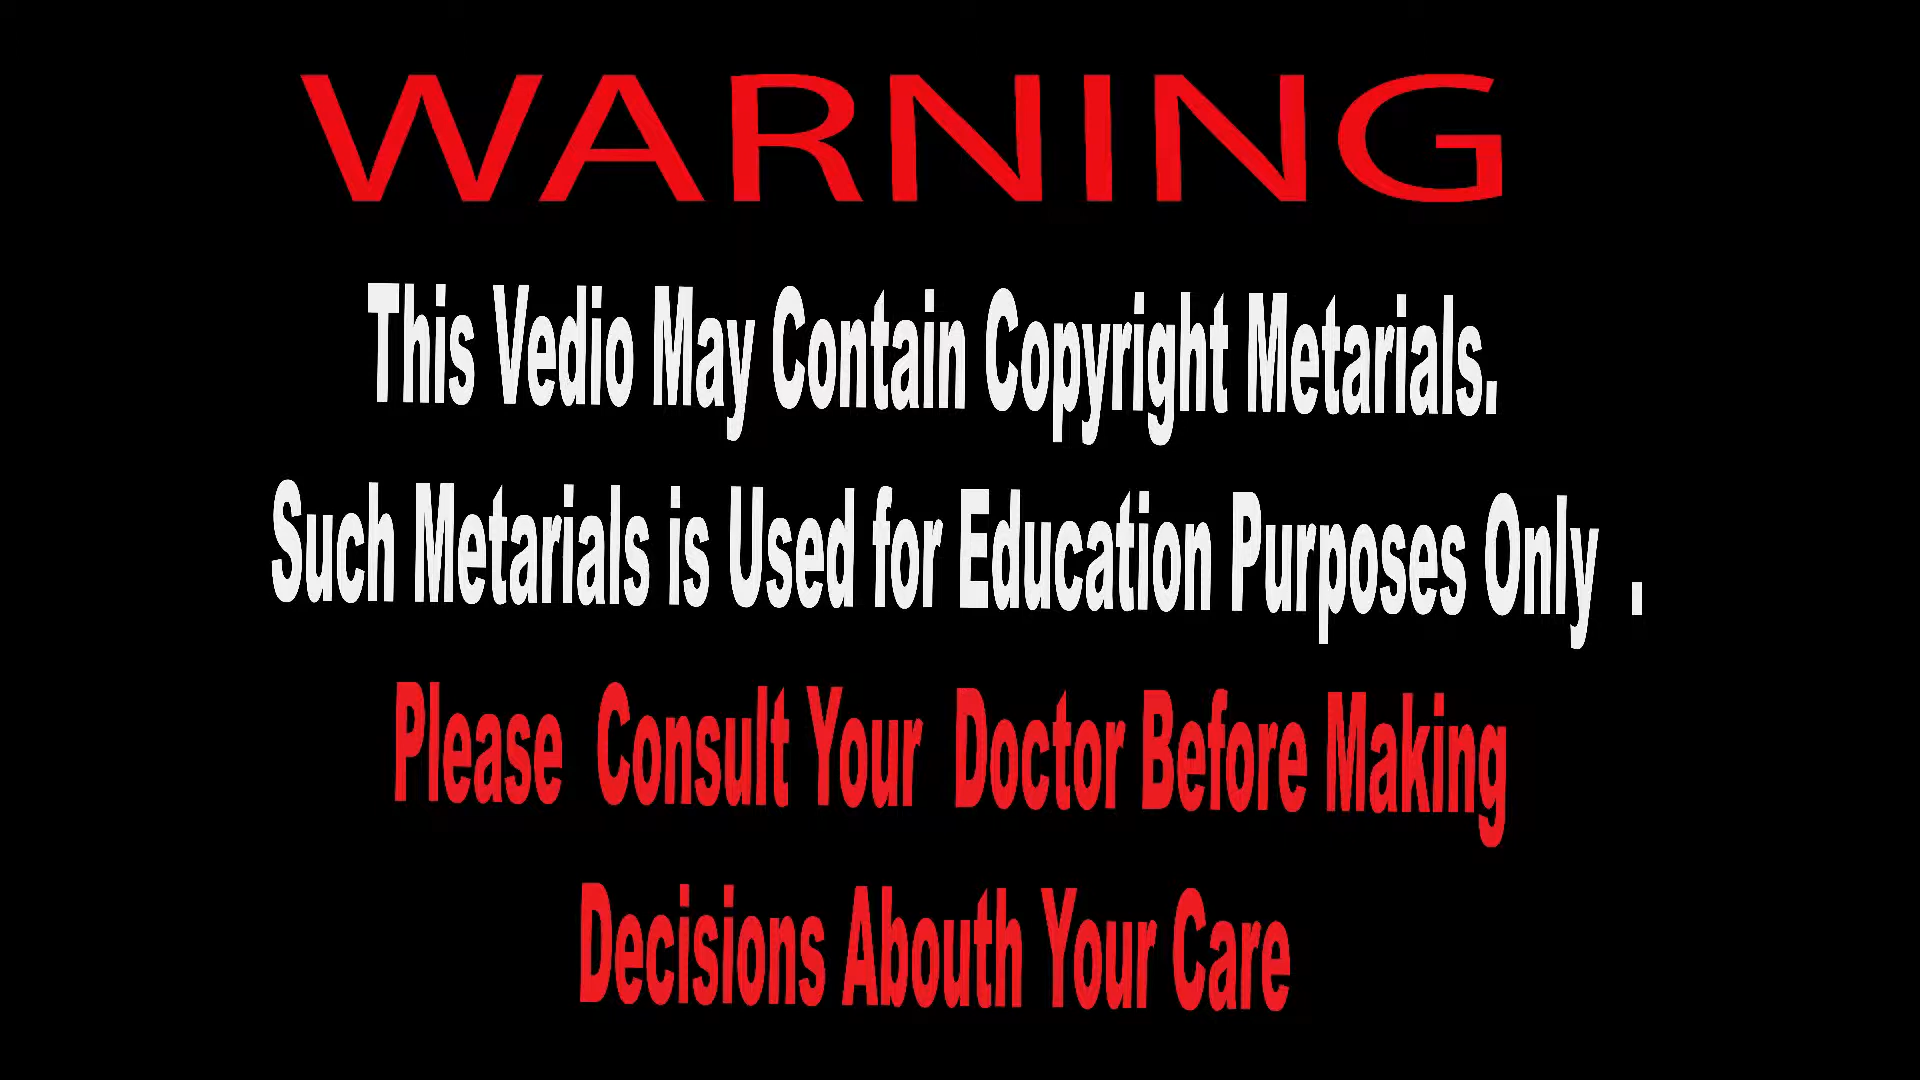 WARNING
This Vedio May Contain Copyright Metarials.
Such Metarials is Used for Education Purposes Only .
Please Consult Your Doctor Before Making
Decisions Abouth Your Care